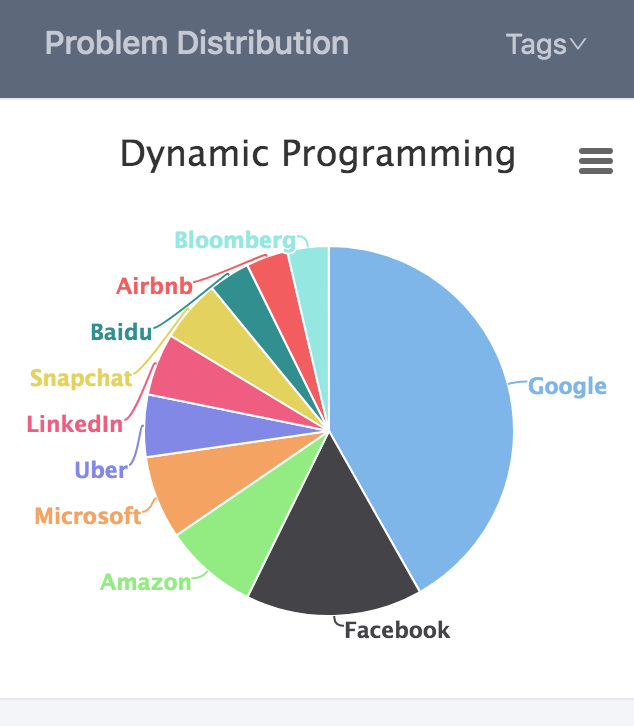 Problem Distribution
Tags
Dynamic Programming
Bloomberg
Airbnb
Baidu
Snapchat
LinkedIn
Uber
Microsoft
Amazon
Google
Facebook